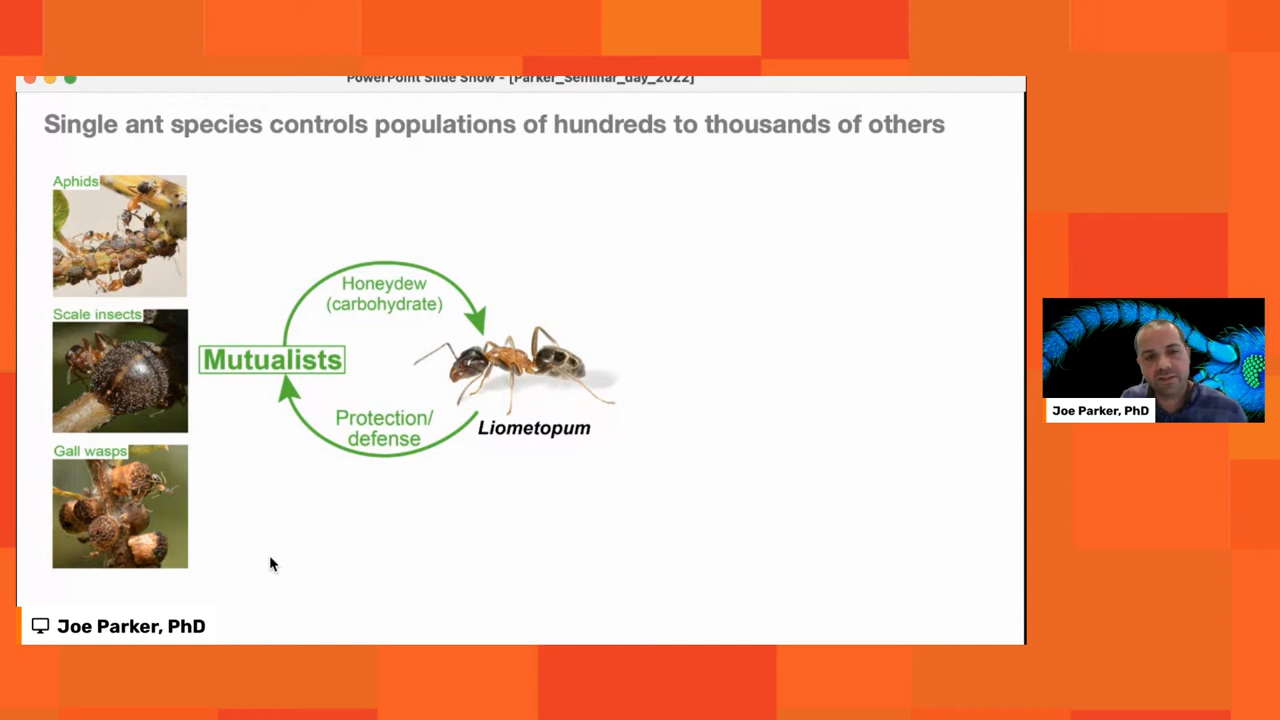 PowerPoint Slide Show - [Parker_Seminar_day_2022]
Single ant species controls populations of hundreds to thousands of others
Aphids
Scale insects
Gall wasps
Mutualists
Honeydew
(carbohydrate)
Protection/
defense
Liometopum
Joe Parker, PhD
Joe Parker, PhD